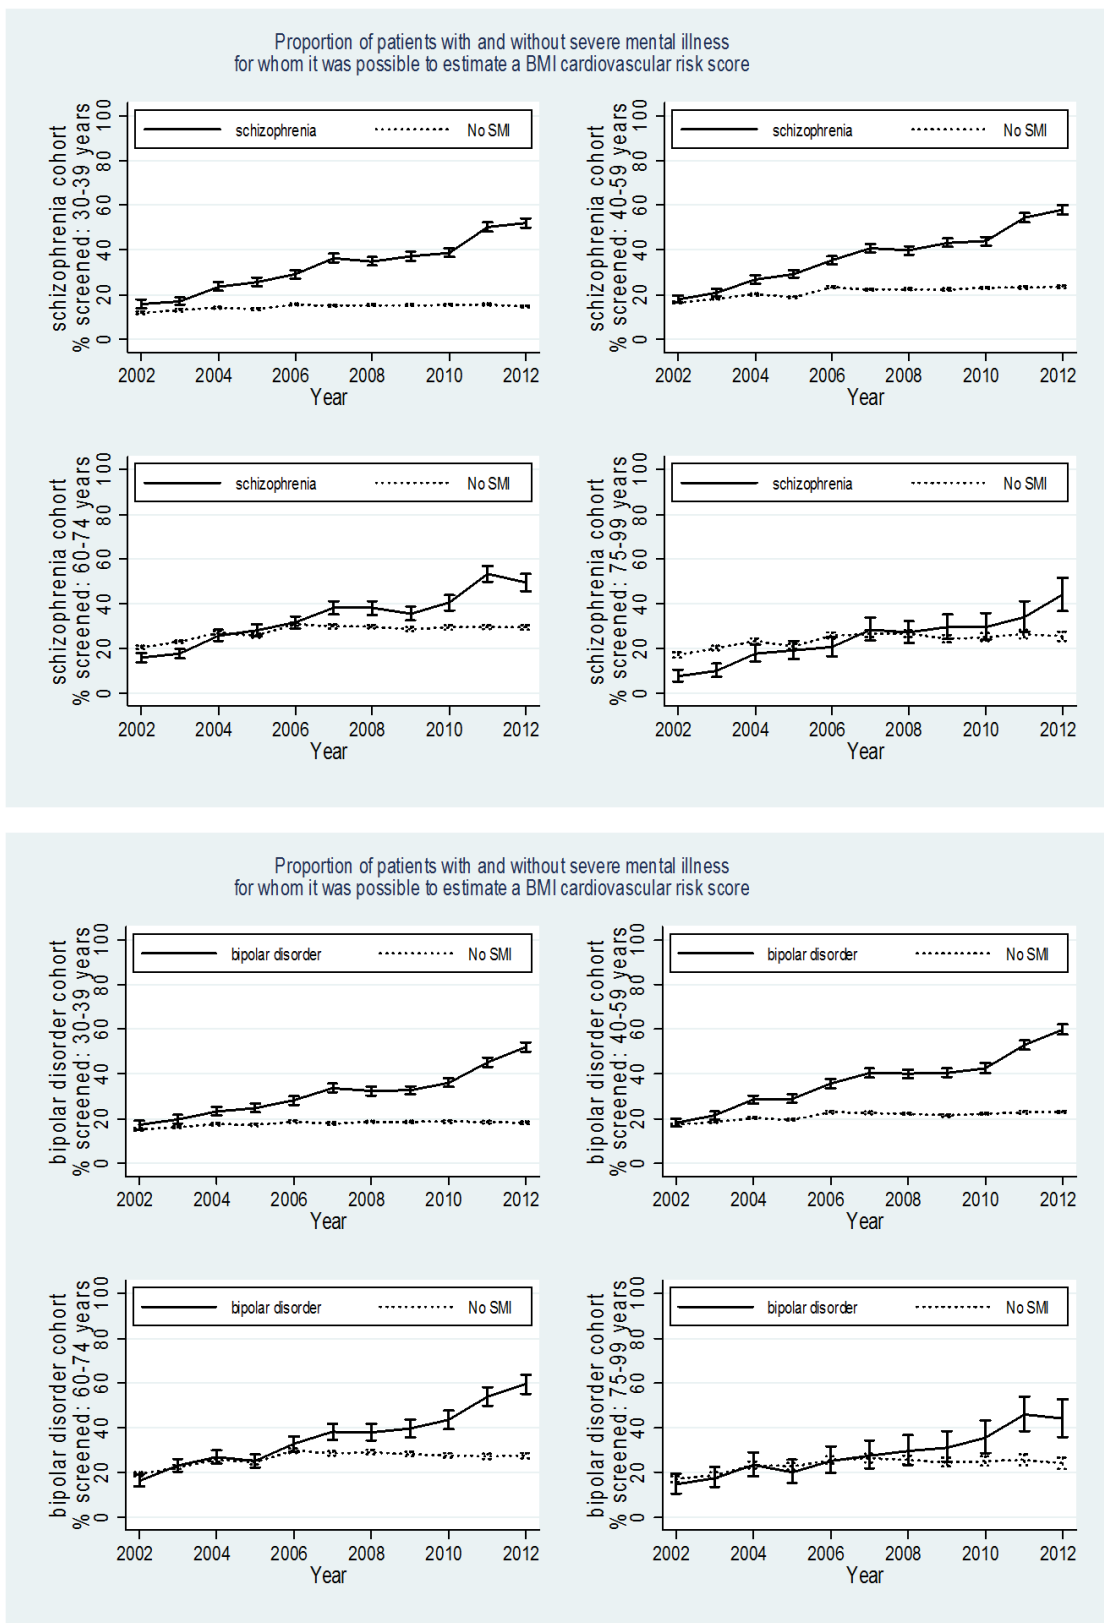 Proportion of patients with and without severe mental illness
for whom it was possible to estimate a BMI cardiovascular risk score
schizophrenia cohort
% screened: 30-39 years
0 20 40 60 80 100
schizophrenia No SMI
2002 2004 2006 2008 2010 2012
Year
schizophrenia cohort
% screened: 40-59 years
0 20 40 60 80 100
schizophrenia No SMI
2002 2004 2006 2008 2010 2012
Year
schizophrenia cohort
% screened: 60-74 years
0 20 40 60 80 100
schizophrenia No SMI
2002 2004 2006 2008 2010 2012
Year
schizophrenia cohort
% screened: 75-99 years
0 20 40 60 80 100
schizophrenia No SMI
2002 2004 2006 2008 2010 2012
Year
Proportion of patients with and without severe mental illness
for whom it was possible to estimate a BMI cardiovascular risk score
bipolar disorder cohort
% screened: 30-39 years
0 20 40 60 80 100
bipolar disorder No SMI
2002 2004 2006 2008 2010 2012
Year
bipolar disorder cohort
% screened: 40-59 years
0 20 40 60 80 100
bipolar disorder No SMI
2002 2004 2006 2008 2010 2012
Year
bipolar disorder cohort
% screened: 60-74 years
0 20 40 60 80 100
bipolar disorder No SMI
2002 2004 2006 2008 2010 2012
Year
bipolar disorder cohort
% screened: 75-99 years
0 20 40 60 80 100
bipolar disorder No SMI
2002 2004 2006 2008 2010 2012
Year